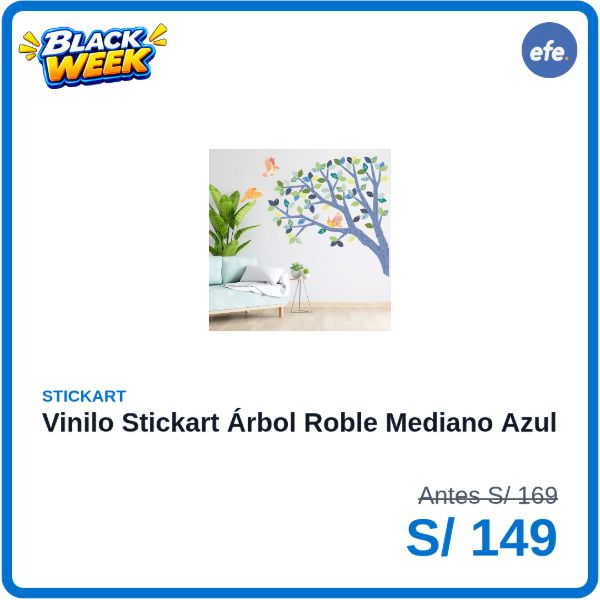 BLACK
WEEK
efe.
STICKART
Vinilo Stickart Árbol Roble Mediano Azul
Antes S/ 169
S/ 149